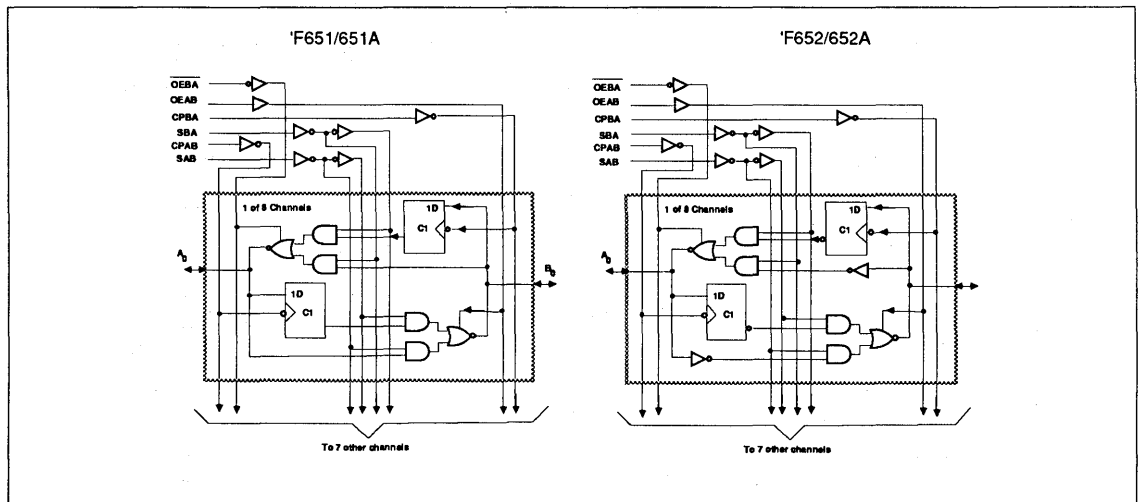 'F651/651A
OEBA
OEAB
CPBA
SBA
CPAB
SAB
1 of 8 Channels
1D
C1
A0
B0
1D
C1
To 7 other channels
'F652/652A
OEBA
OEAB
CPBA
SBA
CPAB
SAB
1 of 8 Channels
1D
C1
A0
1D
C1
To 7 other channels